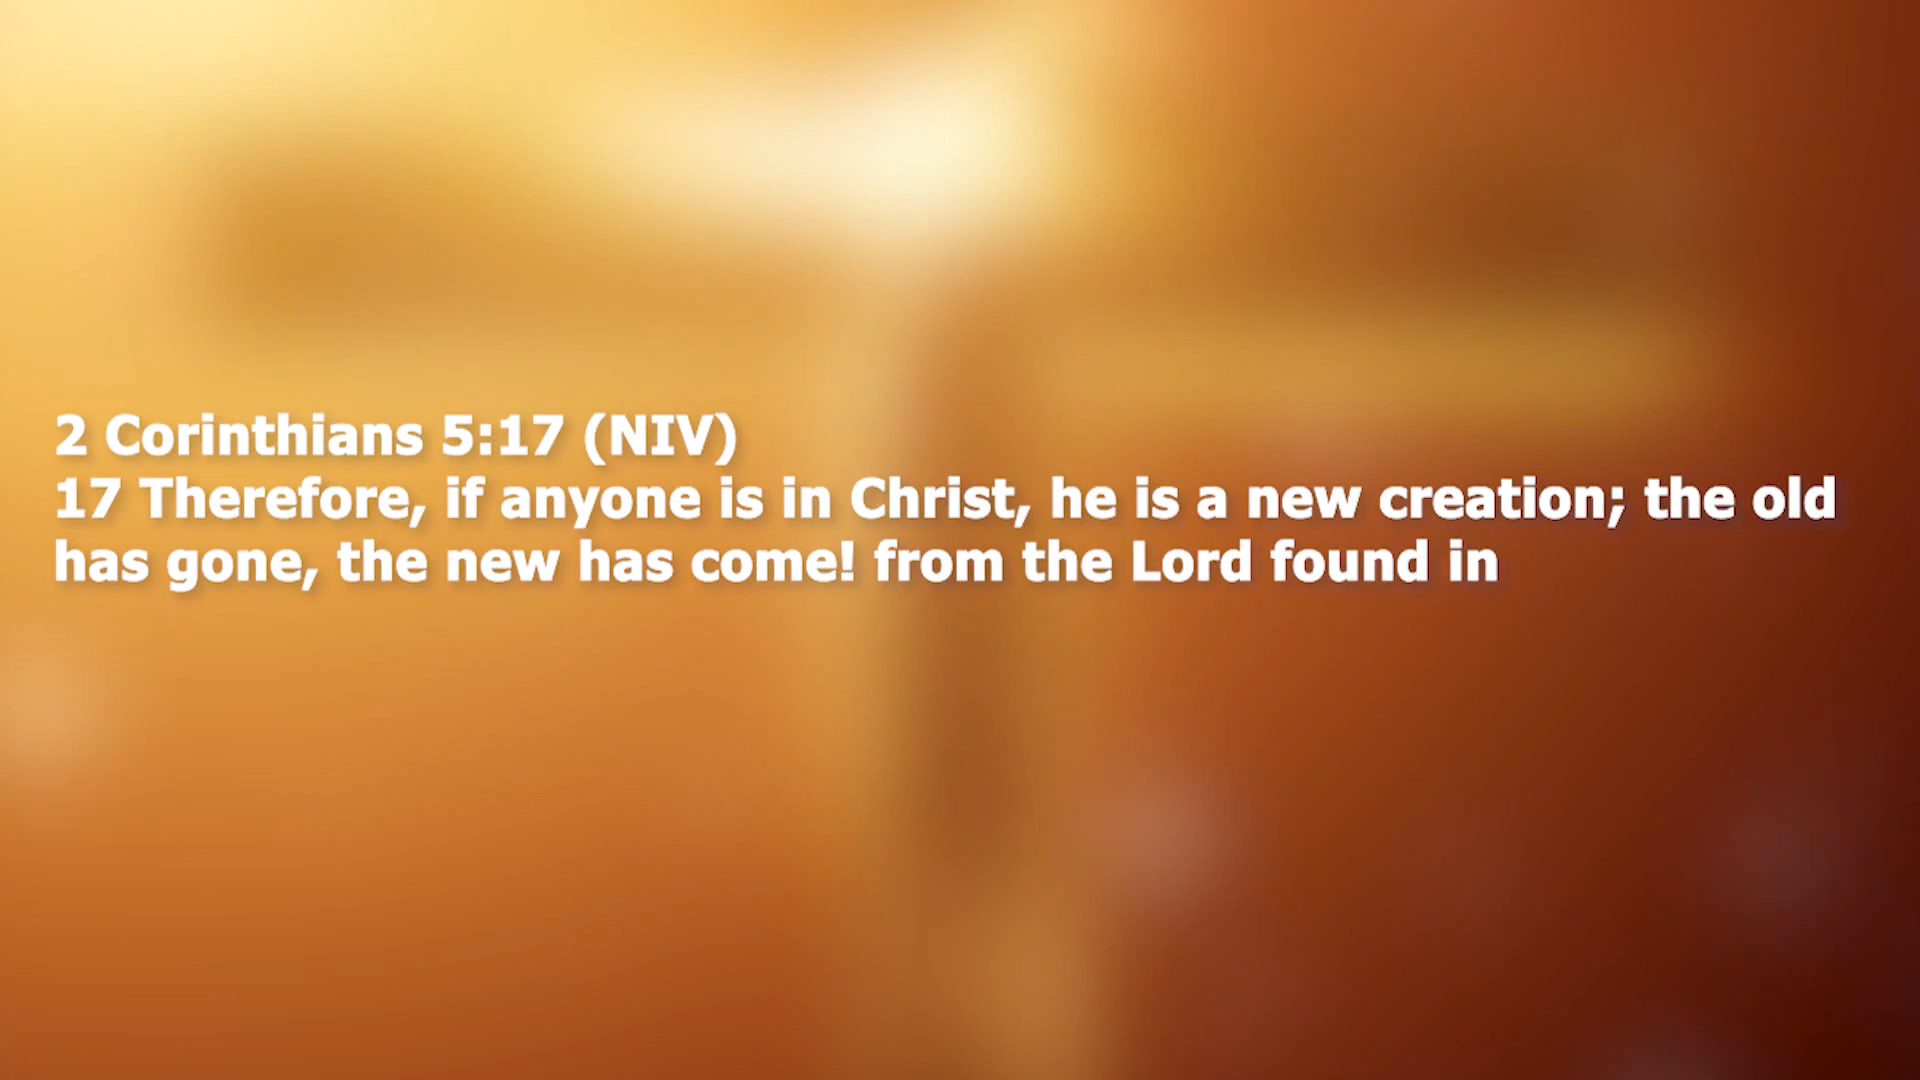 2 Corinthians 5:17 (NIV)
17 Therefore, if anyone is in Christ, he is a new creation; the old
has gone, the new has come! from the Lord found in